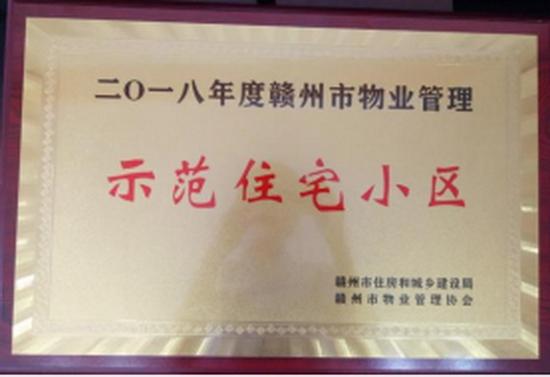 二〇一八年度赣州市物业管理
示范住宅小区
赣州市住房和城乡建设局
赣州市物业管理协会